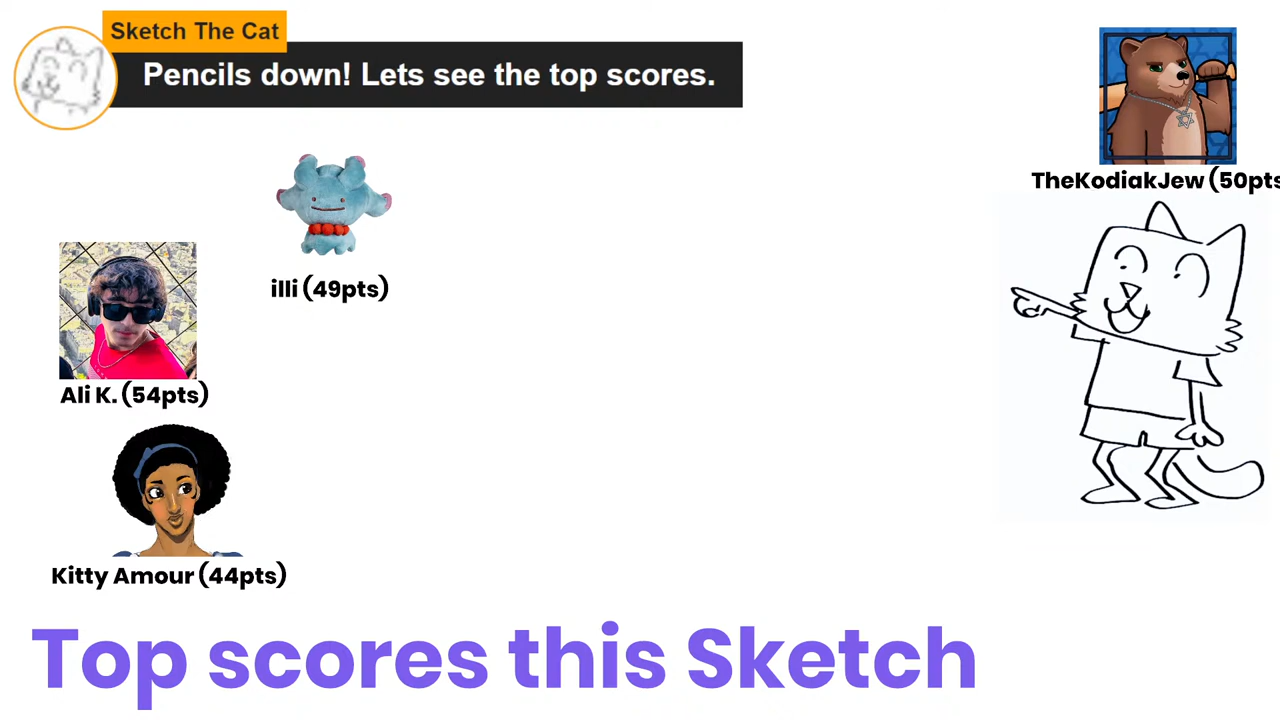 Sketch The Cat
Pencils down! Lets see the top scores.
TheKodiakJew (50pts
illi (49pts)
Ali K. (54pts)
Kitty Amour (44pts)
Top scores this Sketch